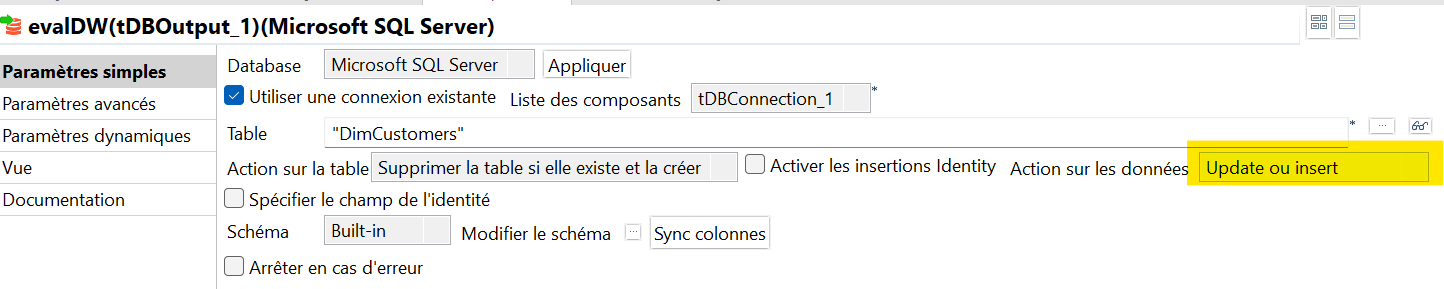 evalDW(tDBOutput_1)(Microsoft SQL Server)
Paramètres simples
Paramètres avancés
Paramètres dynamiques
Vue
Documentation
Database Microsoft SQL Server Appliquer
Utiliser une connexion existante Liste des composants tDBConnection_1 *
Table "DimCustomers" * ...
Action sur la table Supprimer la table si elle existe et la créer Activer les insertions Identity Action sur les données Update ou insert
Spécifier le champ de l'identité
Schéma Built-in Modifier le schéma ... Sync colonnes
Arrêter en cas d'erreur